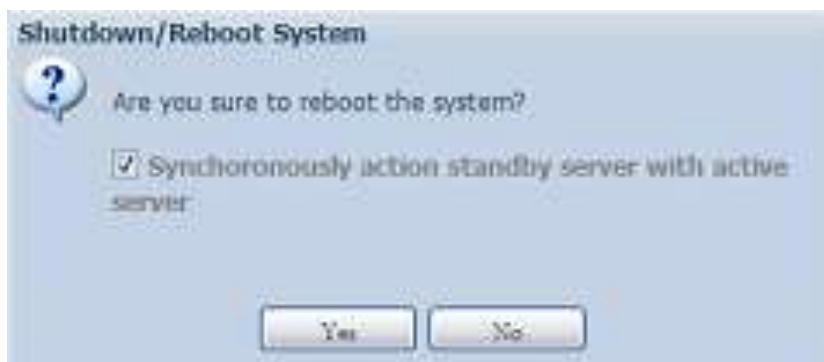 Shutdown/Reboot System
Are you sure to reboot the system?
Synchoronously action standby server with active
server
Yes
No